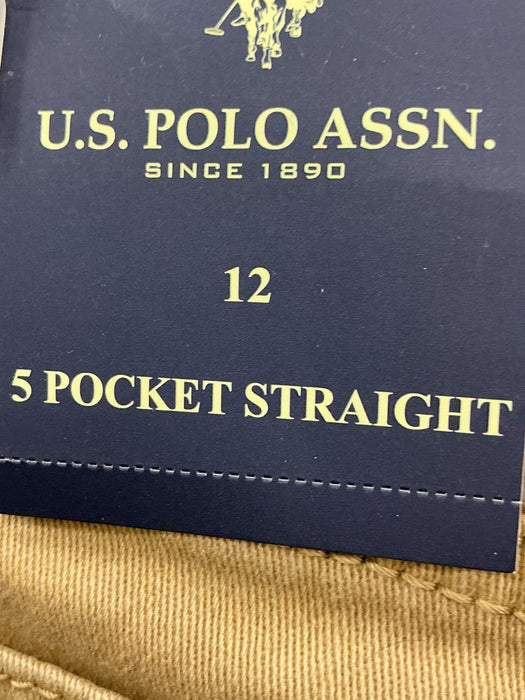 U.S. POLO ASSN.
SINCE 1890
12
5 POCKET STRAIGHT